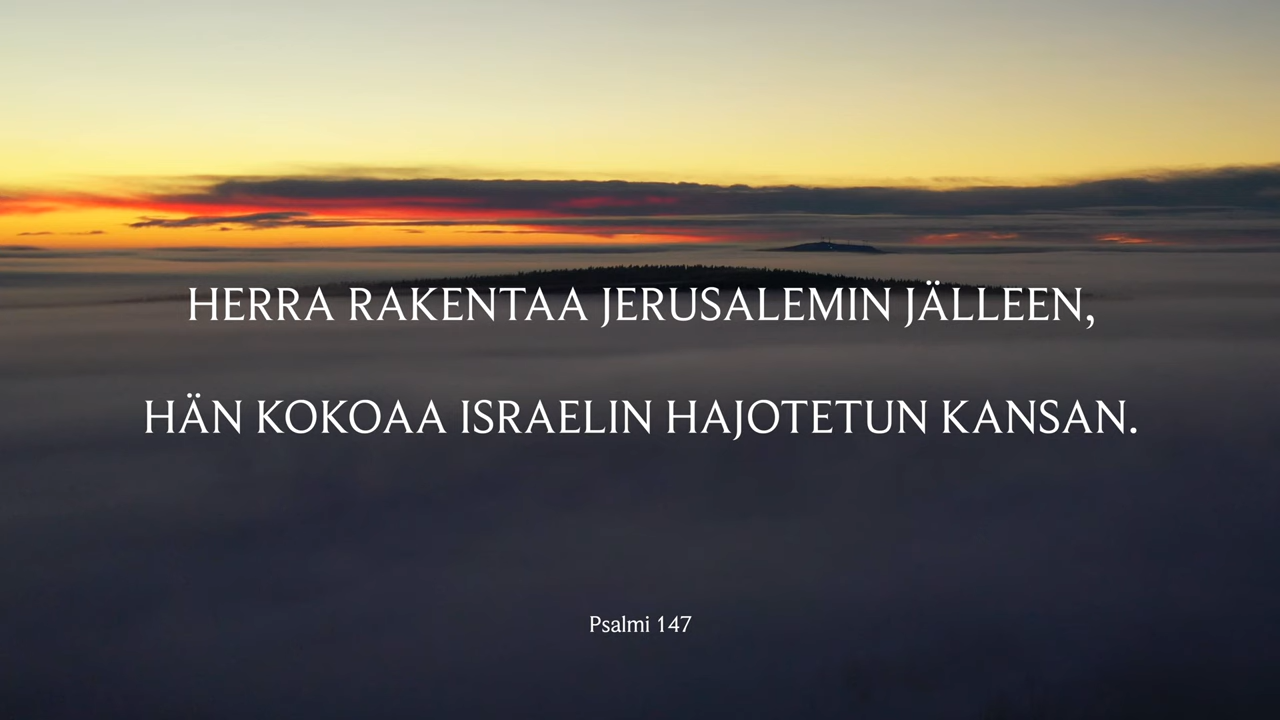 HERRA RAKENTAA JERUSALEMIN JÄLLEEN,
HÄN KOKOAA ISRAELIN HAJOTETUN KANSAN.
Psalmi 147